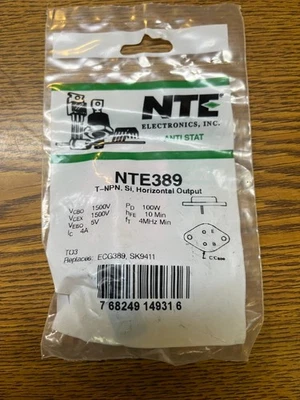 NTE
ELECTRONICS, INC.
ANTI STAT
NTE389
T-NPN, Si, Horizontal Output
VCBO 1500V PD 100W
VCEX 1500V hFE 10 Min
VEBO 5V fT 4MHz Min
IC 4A
TO3
Replaces: ECG389, SK9411
C,Case
7 68249 14931 6